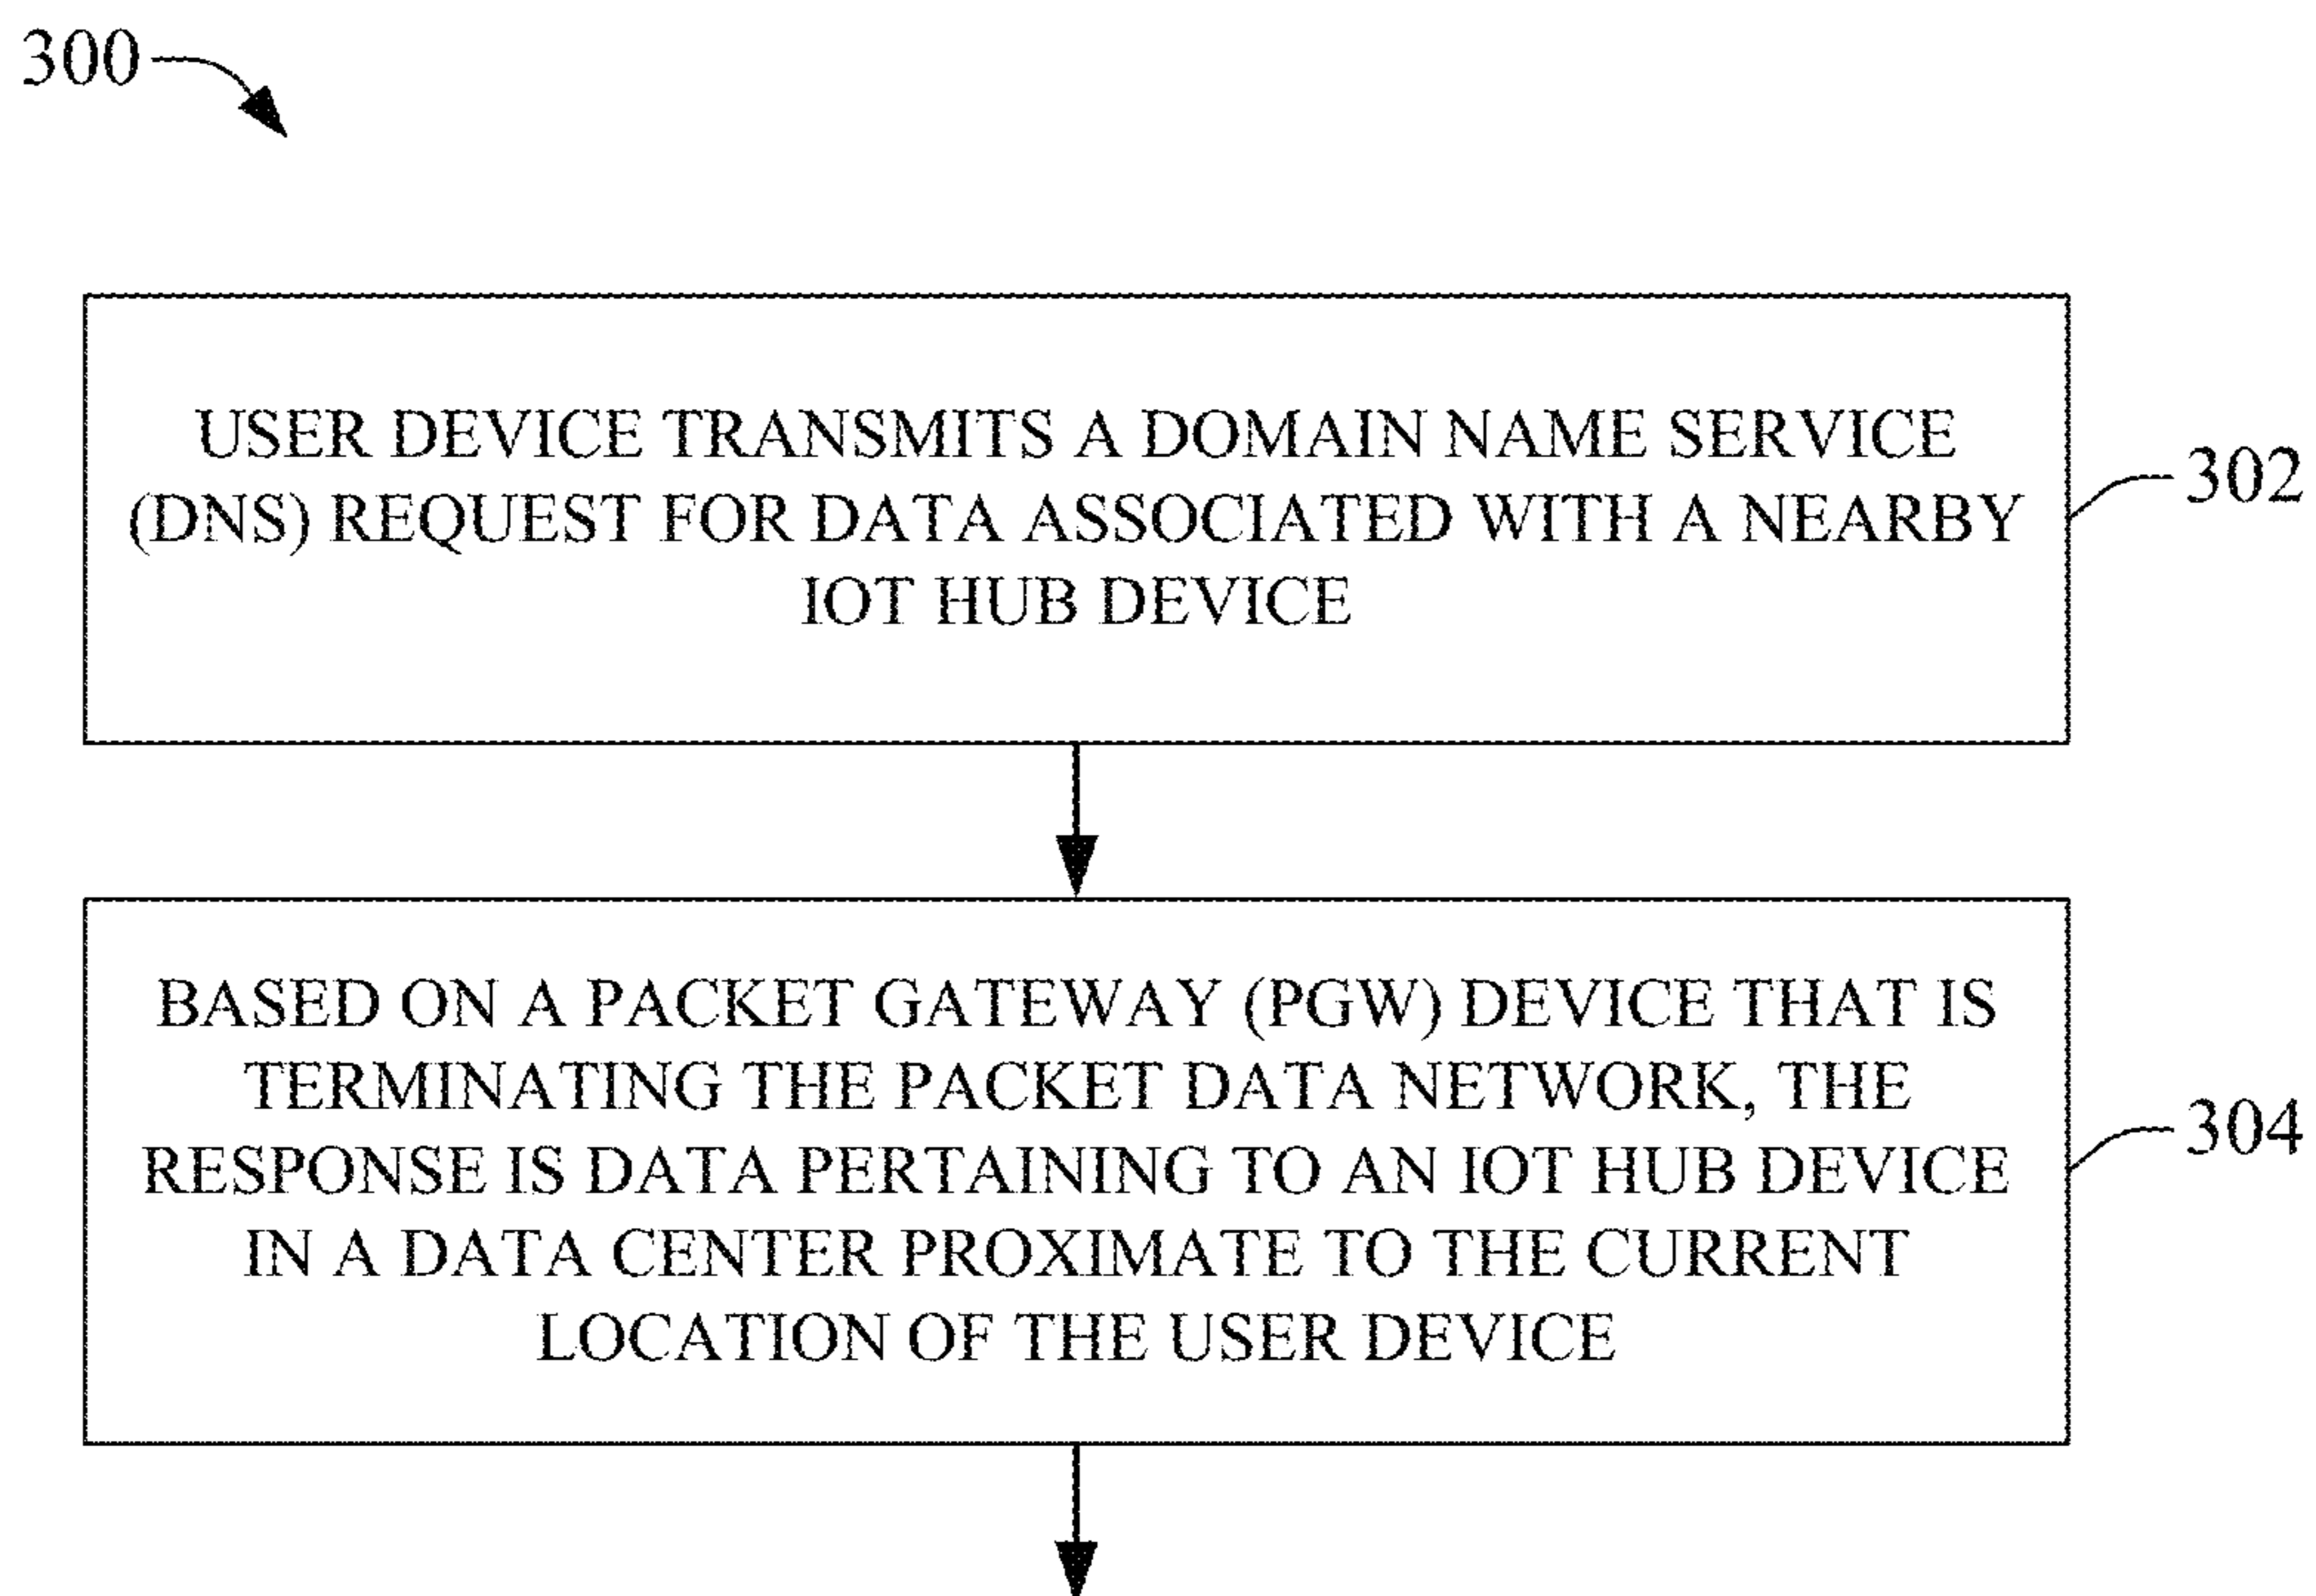 300
USER DEVICE TRANSMITS A DOMAIN NAME SERVICE
(DNS) REQUEST FOR DATA ASSOCIATED WITH A NEARBY
IOT HUB DEVICE
302
BASED ON A PACKET GATEWAY (PGW) DEVICE THAT IS
TERMINATING THE PACKET DATA NETWORK, THE
RESPONSE IS DATA PERTAINING TO AN IOT HUB DEVICE
IN A DATA CENTER PROXIMATE TO THE CURRENT
LOCATION OF THE USER DEVICE
304